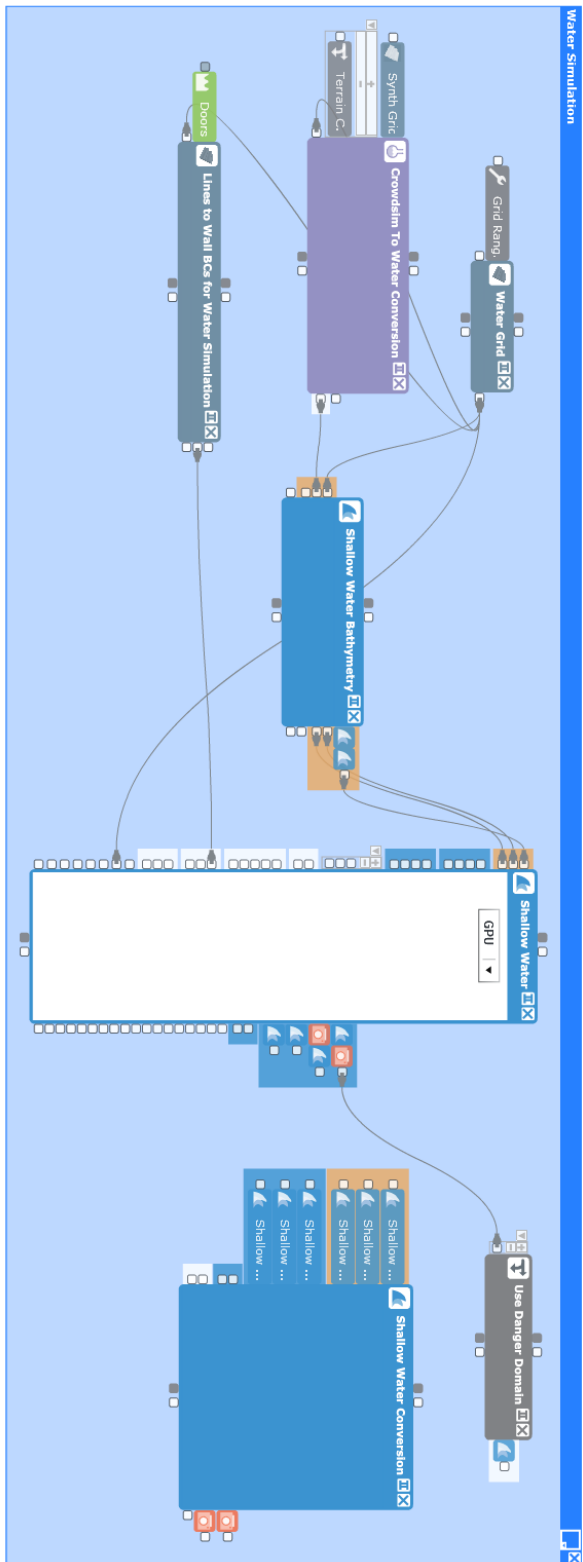 Water Simulation
Grid Rang.
Water Grid
Synth Gric
Terrain C.
Crowdsim To Water Conversion
Doors
Lines to Wall BCs for Water Simulation
Shallow Water Bathymetry
Shallow Water
GPU
Use Danger Domain
Shallow ...
Shallow ...
Shallow ...
Shallow ...
Shallow ...
Shallow ...
Shallow Water Conversion